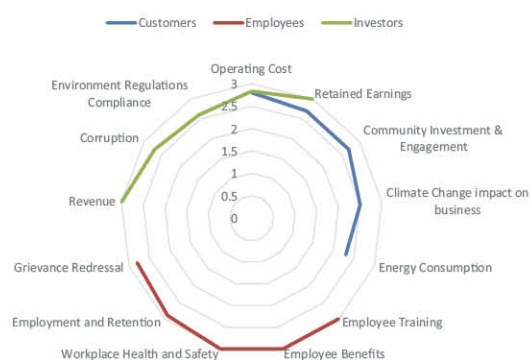 Customers Employees Investors
Operating Cost
Retained Earnings
Community Investment &
Engagement
Climate Change impact on
business
Energy Consumption
Employee Training
Employee Benefits
Workplace Health and Safety
Employment and Retention
Grievance Redressal
Revenue
Corruption
Environment Regulations
Compliance
3
2.5
2
1.5
1
0.5
0